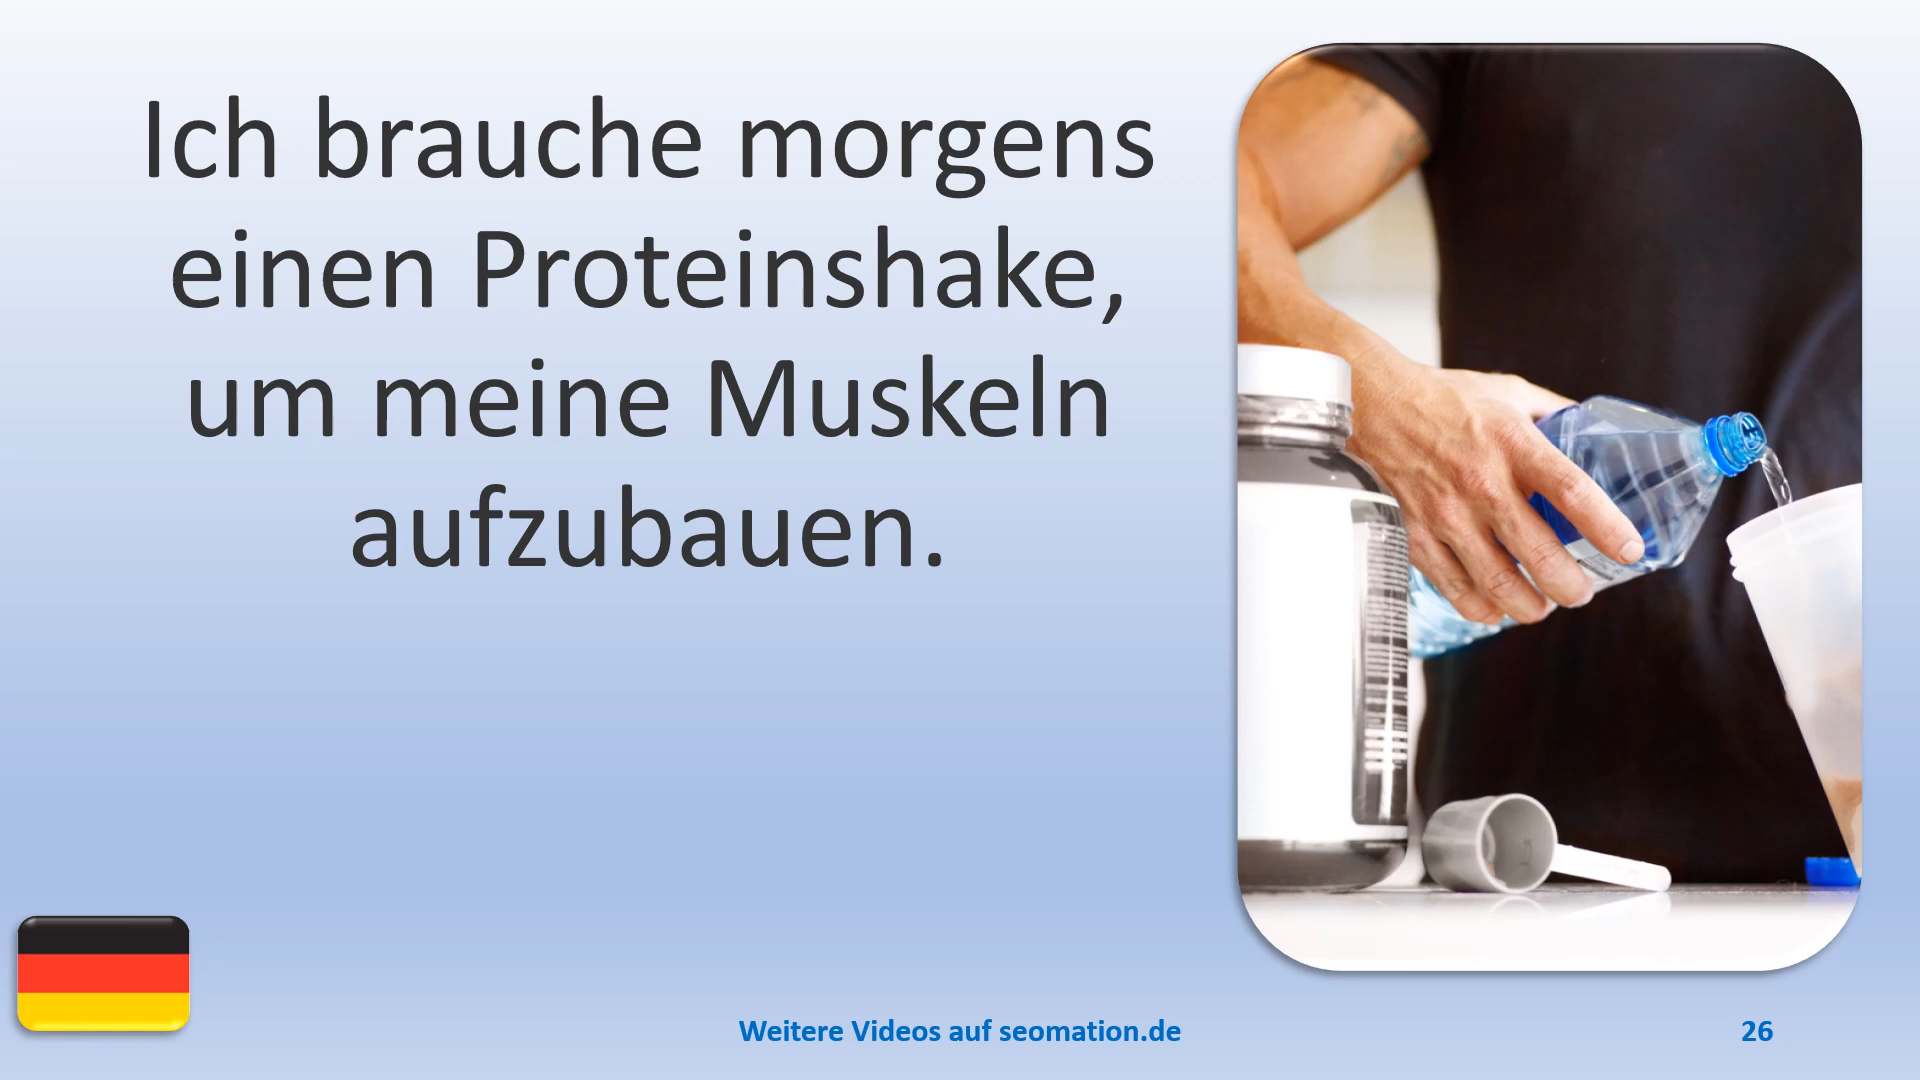 Ich brauche morgens
einen Proteinshake,
um meine Muskeln
aufzubauen.
Weitere Videos auf seomation.de
26